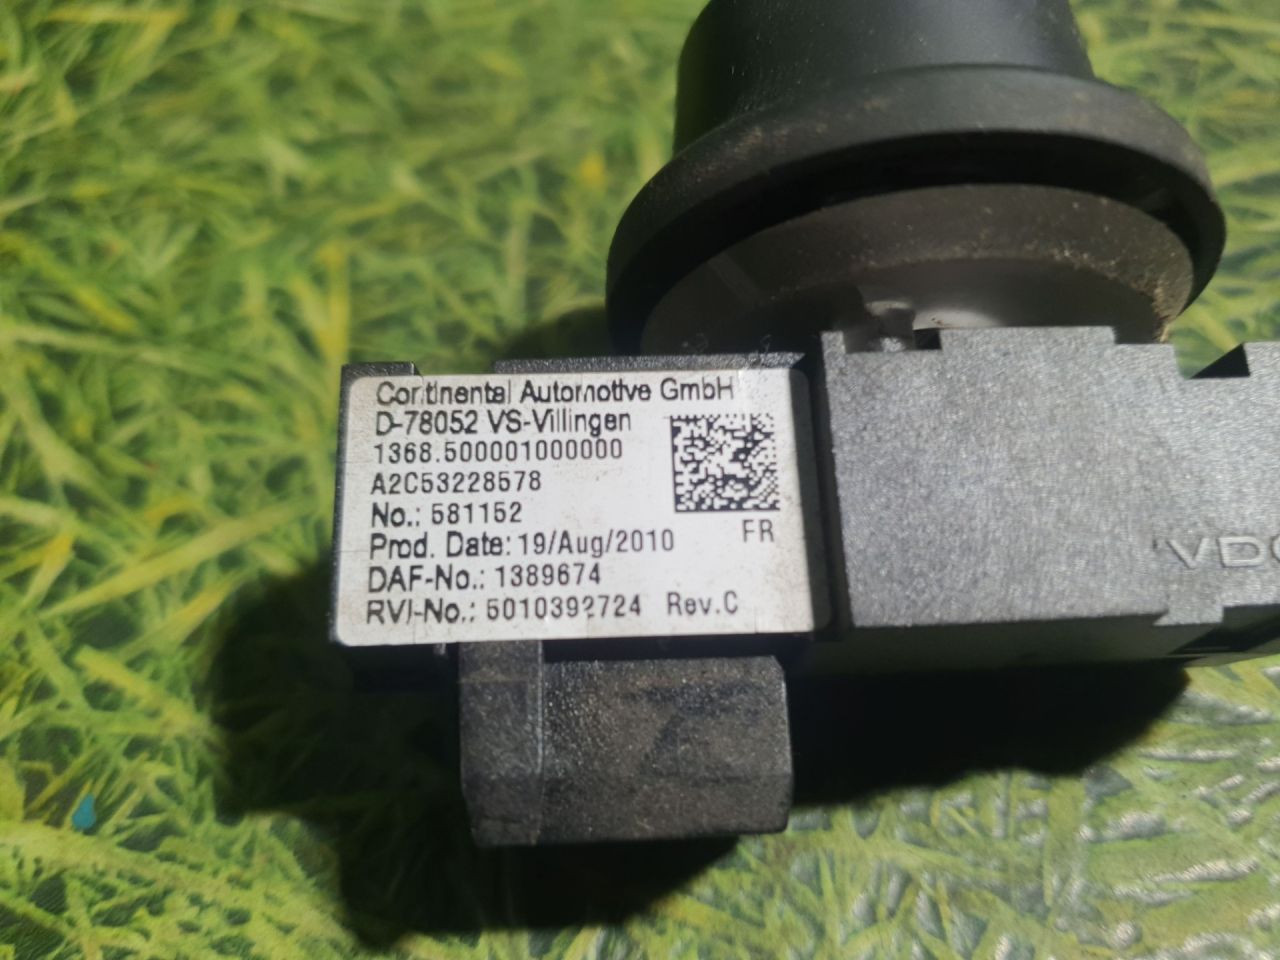 Continental Automotive GmbH
D-78052 VS-Villingen
1368.500001000000
A2C53228578
No.: 581152
Prod. Date: 19/Aug/2010
FR
DAF-No.: 1389674
RVI-No.: 5010392724 Rev.C
VDO